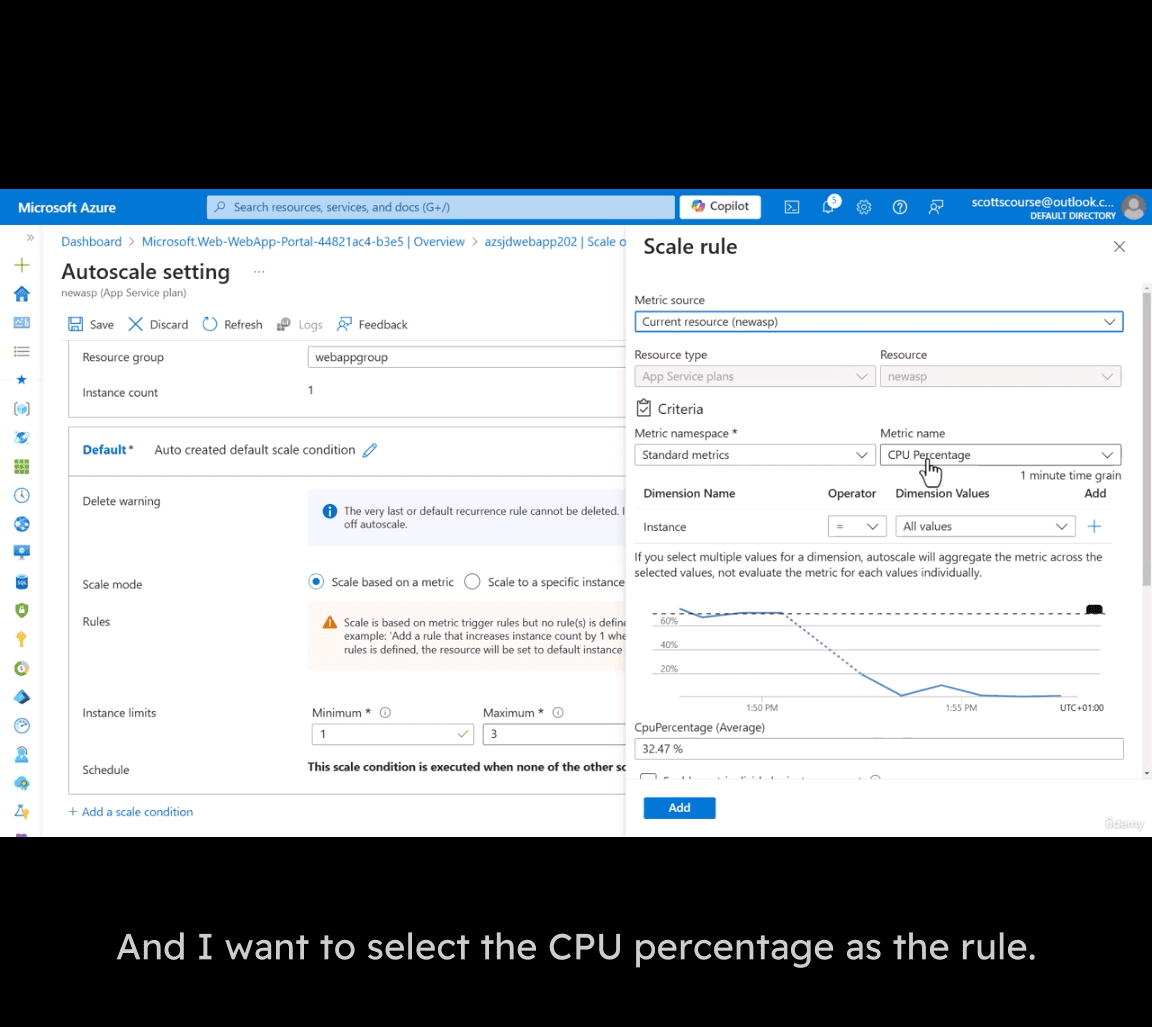 Microsoft Azure
Search resources, services, and docs (G+/)
Copilot
5
scottscourse@outlook.c...
DEFAULT DIRECTORY
Dashboard > Microsoft.Web-WebApp-Portal-44821ac4-b3e5 | Overview > azsjdwebapp202 | Scale o
Autoscale setting ...
newasp (App Service plan)
Save Discard Refresh Logs Feedback
Resource group webappgroup
Instance count 1
Default* Auto created default scale condition
Delete warning
The very last or default recurrence rule cannot be deleted. I
off autoscale.
Scale mode Scale based on a metric Scale to a specific instance
Rules
Scale is based on metric trigger rules but no rule(s) is define
example: 'Add a rule that increases instance count by 1 whe
rules is defined, the resource will be set to default instance
Instance limits
Minimum * Maximum *
1 3
Schedule This scale condition is executed when none of the other sc
+ Add a scale condition
Scale rule
Metric source
Current resource (newasp)
Resource type Resource
App Service plans newasp
Criteria
Metric namespace * Metric name
Standard metrics CPU Percentage
1 minute time grain
Dimension Name Operator Dimension Values Add
Instance = All values +
If you select multiple values for a dimension, autoscale will aggregate the metric across the
selected values, not evaluate the metric for each values individually.
60%
40%
20%
1:50 PM 1:55 PM UTC+01:00
CpuPercentage (Average)
32.47 %
Add
ûdemy
And I want to select the CPU percentage as the rule.